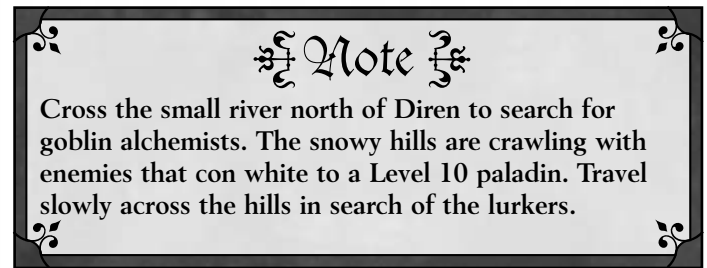 Note
Cross the small river north of Diren to search for
goblin alchemists. The snowy hills are crawling with
enemies that con white to a Level 10 paladin. Travel
slowly across the hills in search of the lurkers.